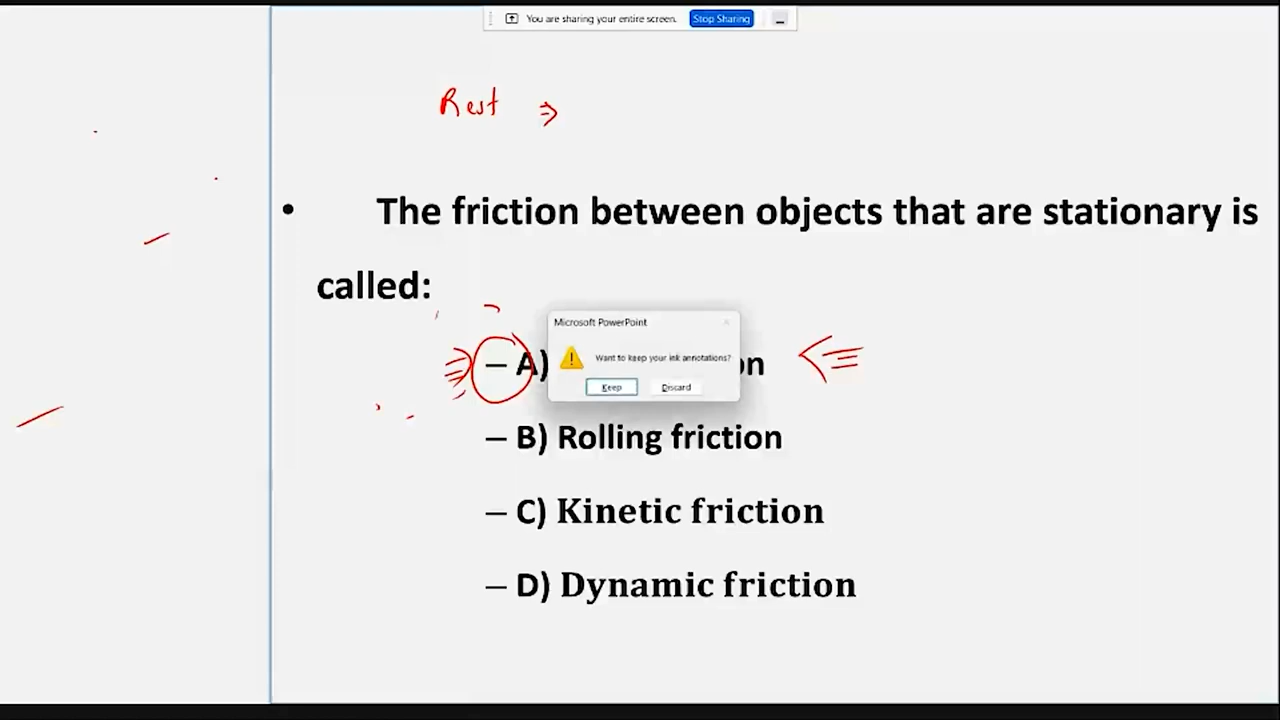 You are sharing your entire screen. Stop Sharing
Rest ⇒
• The friction between objects that are stationary is
called:
Microsoft PowerPoint
Want to keep your ink annotations?
Keep Discard
– A) on
– B) Rolling friction
– C) Kinetic friction
– D) Dynamic friction